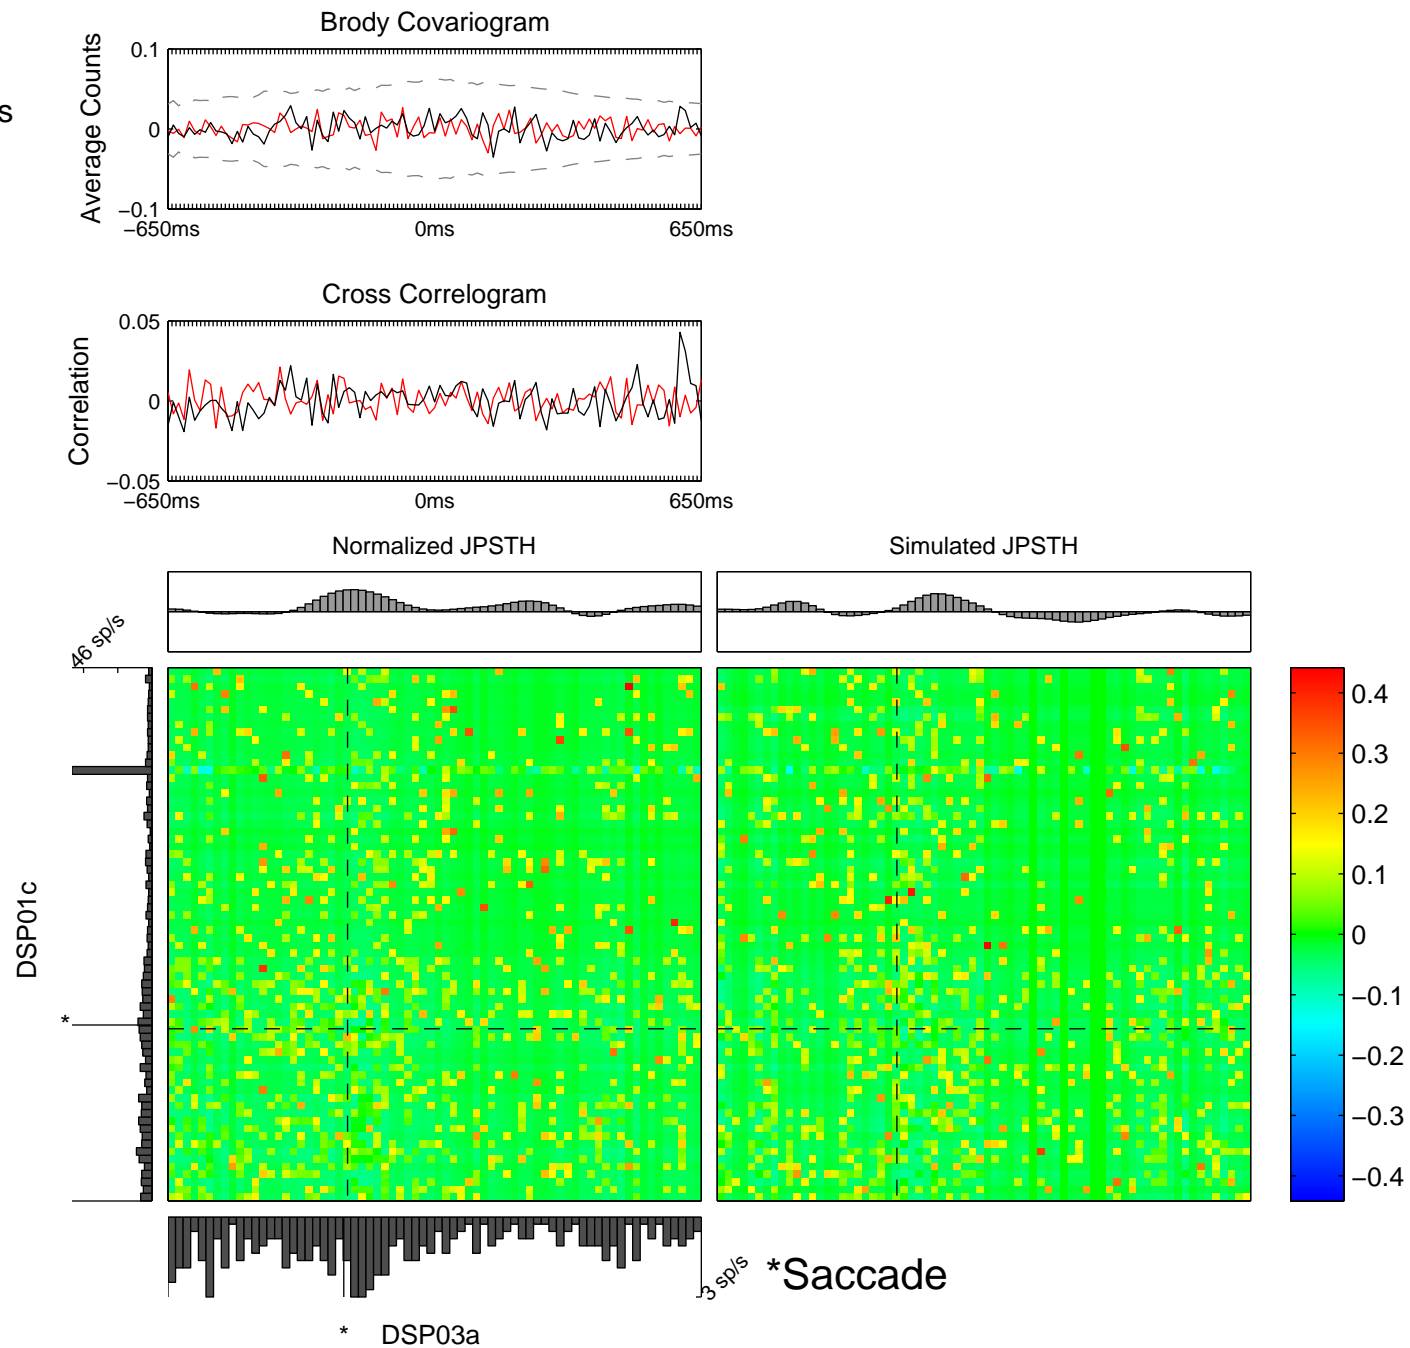 Brody Covariogram
s
Average Counts
0.1
0
−0.1
−650ms
0ms
650ms
Cross Correlogram
Correlation
0.05
0
−0.05
−650ms
0ms
650ms
Normalized JPSTH
Simulated JPSTH
46 sp/s
DSP01c
*
0.4
0.3
0.2
0.1
0
−0.1
−0.2
−0.3
−0.4
3 sp/s
*Saccade
* DSP03a